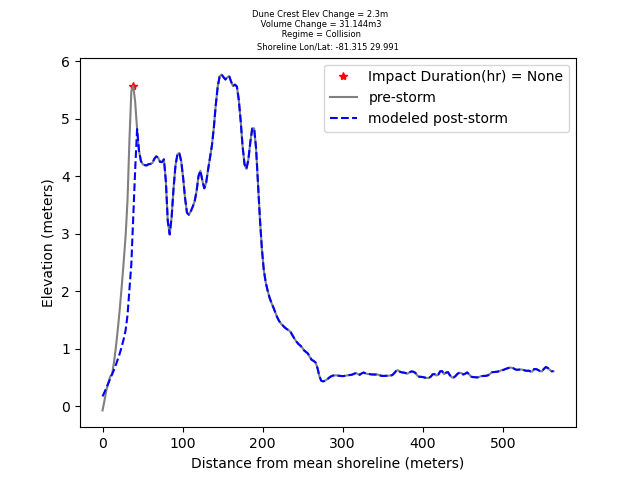 Dune Crest Elev Change = 2.3m
Volume Change = 31.144m3
Regime = Collision
Shoreline Lon/Lat: -81.315 29.991
Impact Duration(hr) = None
pre-storm
modeled post-storm
Elevation (meters)
6
5
4
3
2
1
0
0 100 200 300 400 500
Distance from mean shoreline (meters)